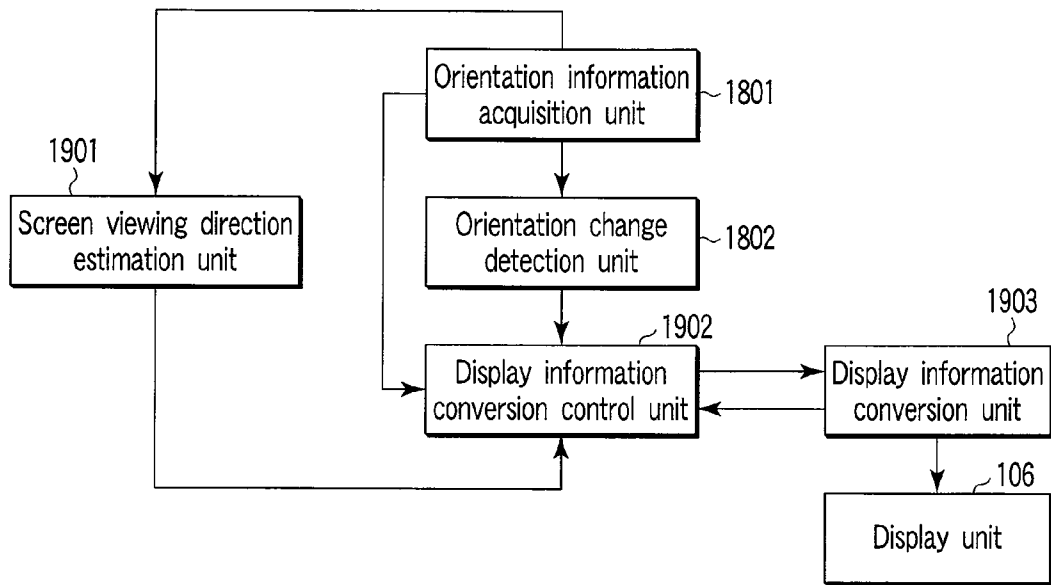 Orientation information
acquisition unit
1801
1901
Screen viewing direction
estimation unit
Orientation change
detection unit
1802
1902
Display information
conversion control unit
1903
Display information
conversion unit
106
Display unit